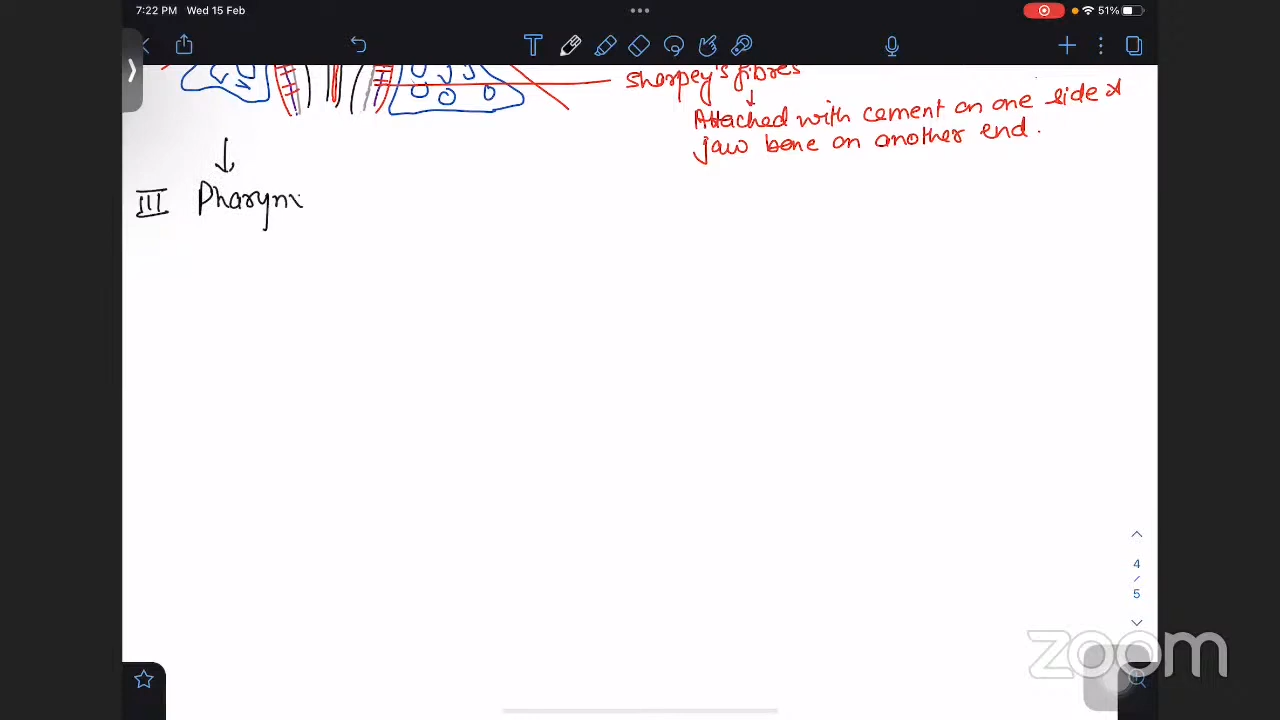 7:22 PM Wed 15 Feb
51%
Sharpey's fibres
Attached with cement on one side &
jaw bone on another end.
III Pharynx
4
/
5
zoom